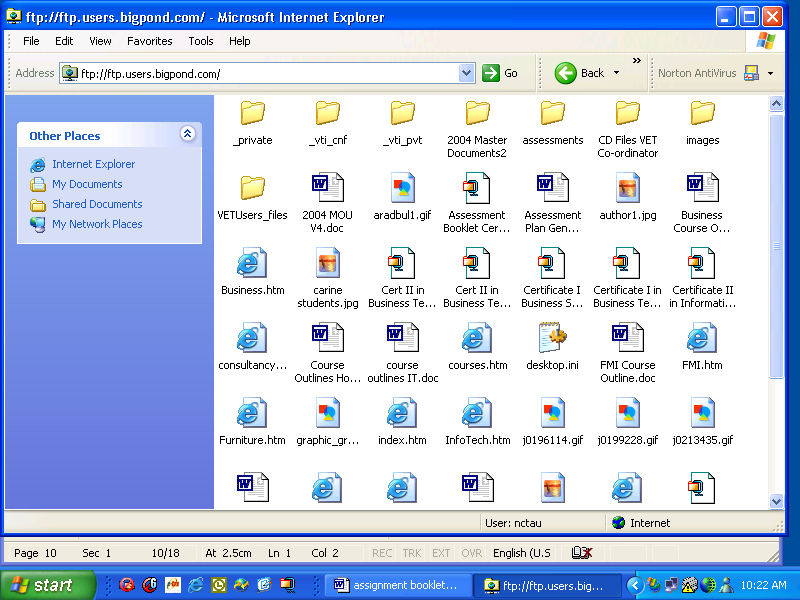 ftp://ftp.users.bigpond.com/ - Microsoft Internet Explorer
File Edit View Favorites Tools Help
Address ftp://ftp.users.bigpond.com/ Go Back » Norton AntiVirus
Other Places
Internet Explorer
My Documents
Shared Documents
My Network Places
_private _vti_cnf _vti_pvt 2004 Master assessments CD Files VET images
Documents2 Co-ordinator
VETUsers_files 2004 MOU aradbul1.gif Assessment Assessment author1.jpg Business
V4.doc Booklet Cer... Plan Gen... Course O...
Business.htm carine Cert II in Cert II in Certificate I Certificate I in Certificate II
students.jpg Business Te... Business Te... Business S... Business Te... in Informati...
consultancy... Course course courses.htm desktop.ini FMI Course FMI.htm
Outlines Ho... outlines IT.doc Outline.doc
Furniture.htm graphic_gr... index.htm InfoTech.htm j0196114.gif j0199228.gif j0213435.gif
User: nctau Internet
Page 10 Sec 1 10/18 At 2.5cm Ln 1 Col 2 REC TRK EXT OVR English (U.S
start assignment booklet... ftp://ftp.users.big... 10:22 AM